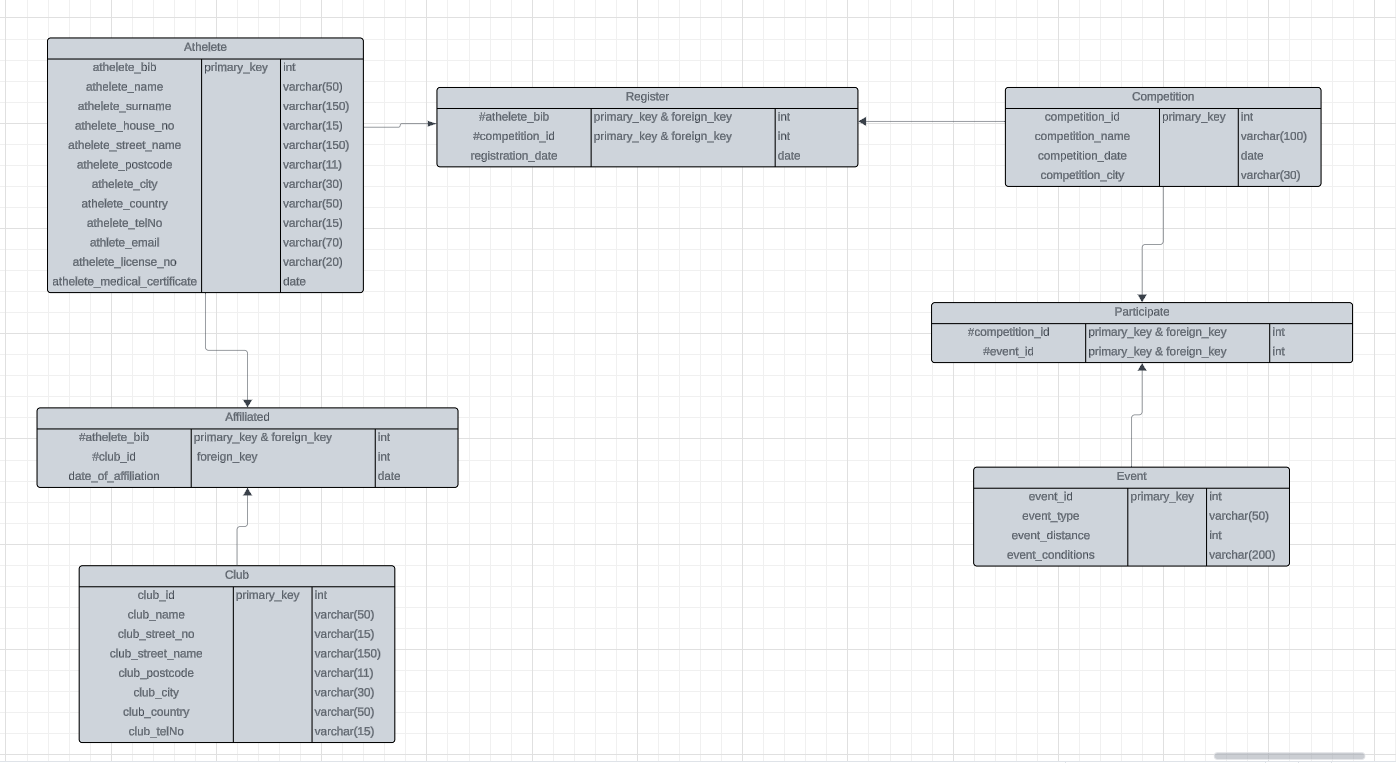 Athelete
athelete_bib primary_key int
athelete_name varchar(50)
athelete_surname varchar(150)
athelete_house_no varchar(15)
athelete_street_name varchar(150)
athelete_postcode varchar(11)
athelete_city varchar(30)
athelete_country varchar(50)
athelete_telNo varchar(15)
athlete_email varchar(70)
athelete_license_no varchar(20)
athelete_medical_certificate date
Register
#athelete_bib primary_key & foreign_key int
#competition_id primary_key & foreign_key int
registration_date date
Competition
competition_id primary_key int
competition_name varchar(100)
competition_date date
competition_city varchar(30)
Participate
#competition_id primary_key & foreign_key int
#event_id primary_key & foreign_key int
Affiliated
#athelete_bib primary_key & foreign_key int
#club_id foreign_key int
date_of_affiliation date
Event
event_id primary_key int
event_type varchar(50)
event_distance int
event_conditions varchar(200)
Club
club_id primary_key int
club_name varchar(50)
club_street_no varchar(15)
club_street_name varchar(150)
club_postcode varchar(11)
club_city varchar(30)
club_country varchar(50)
club_telNo varchar(15)